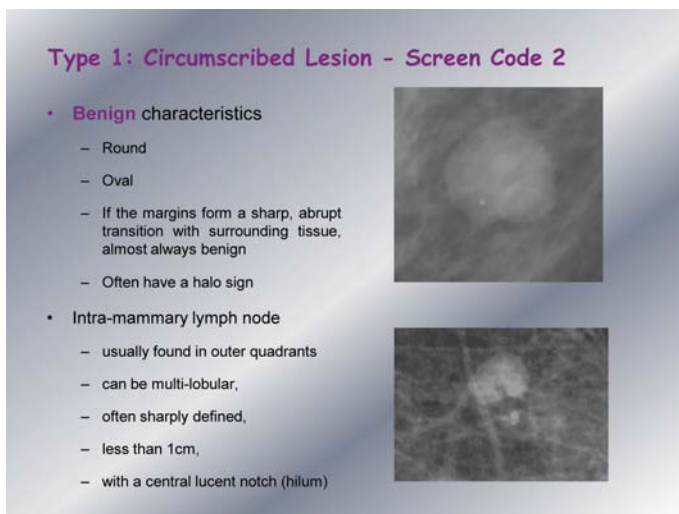 Type 1: Circumscribed Lesion - Screen Code 2
• Benign characteristics
– Round
– Oval
– If the margins form a sharp, abrupt
transition with surrounding tissue,
almost always benign
– Often have a halo sign
• Intra-mammary lymph node
– usually found in outer quadrants
– can be multi-lobular,
– often sharply defined,
– less than 1cm,
– with a central lucent notch (hilum)